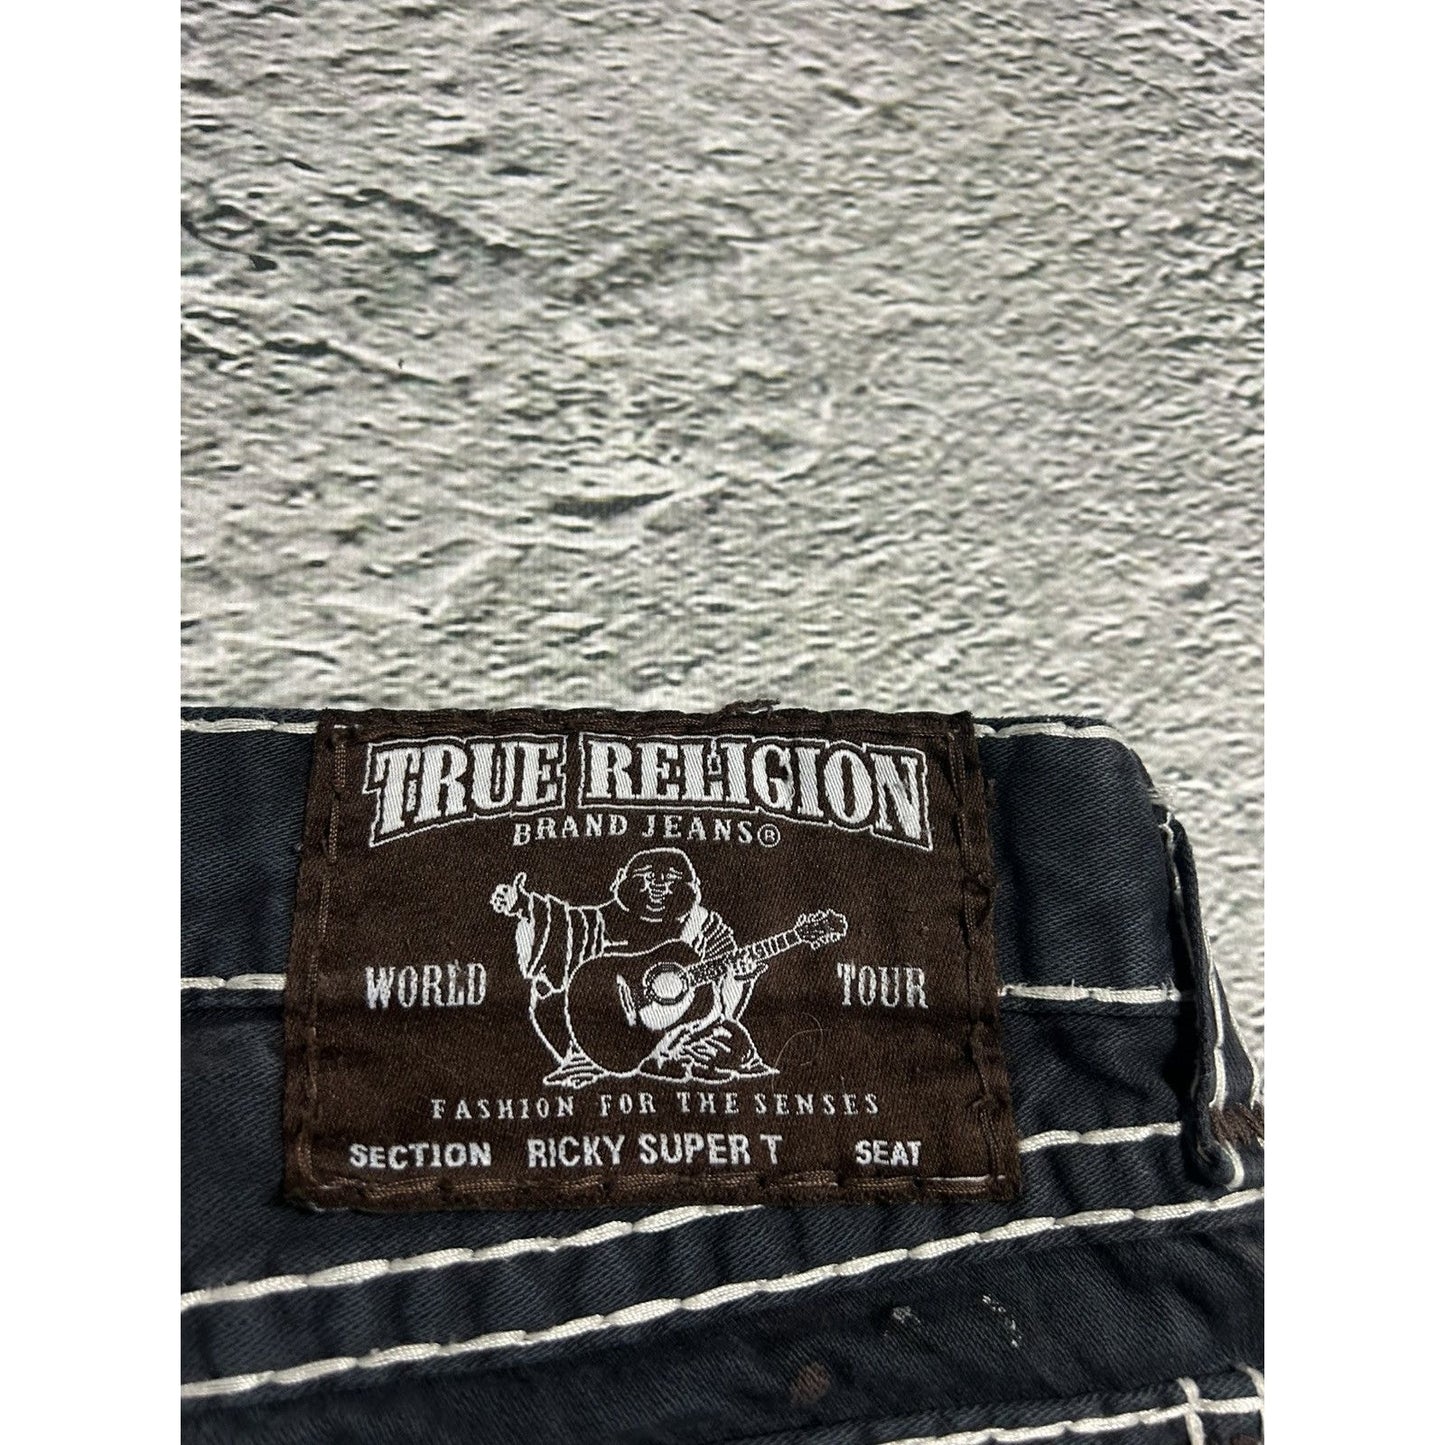 TRUE RELIGION
BRAND JEANS®
WORLD TOUR
FASHION FOR THE SENSES
SECTION RICKY SUPER T SEAT